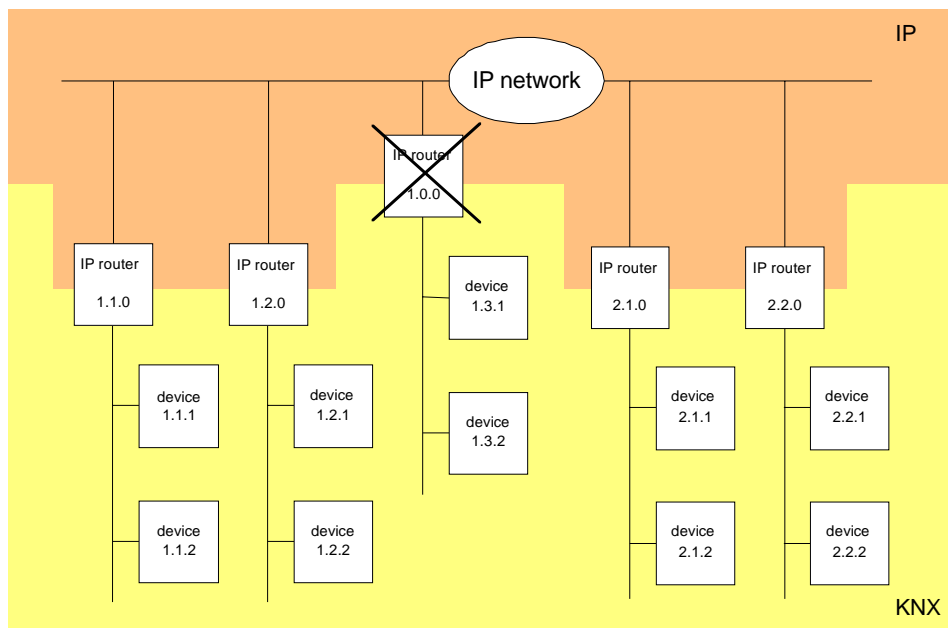 IP
IP network
IP router
1.0.0
IP router
1.1.0
IP router
1.2.0
IP router
2.1.0
IP router
2.2.0
device
1.3.1
device
1.3.2
device
1.1.1
device
1.2.1
device
2.1.1
device
2.2.1
device
1.1.2
device
1.2.2
device
2.1.2
device
2.2.2
KNX